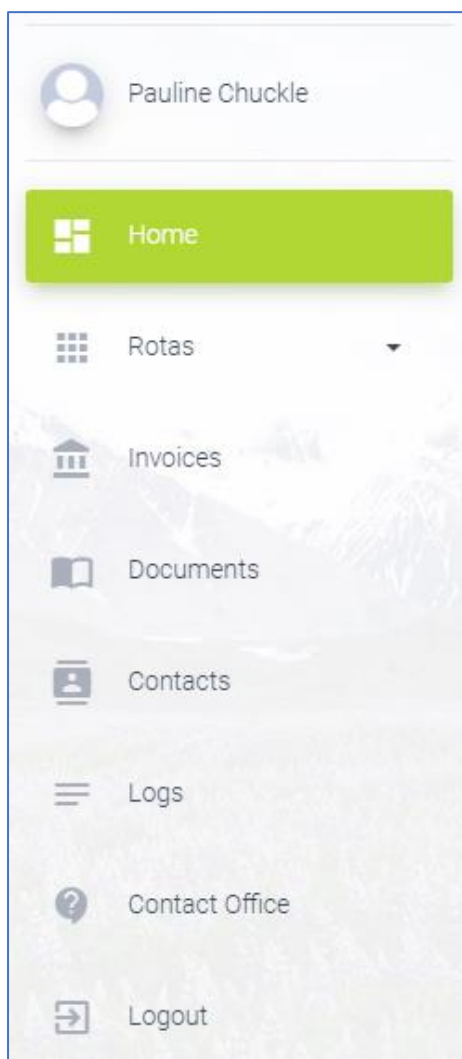 Pauline Chuckle
Home
Rotas
Invoices
Documents
Contacts
Logs
Contact Office
Logout